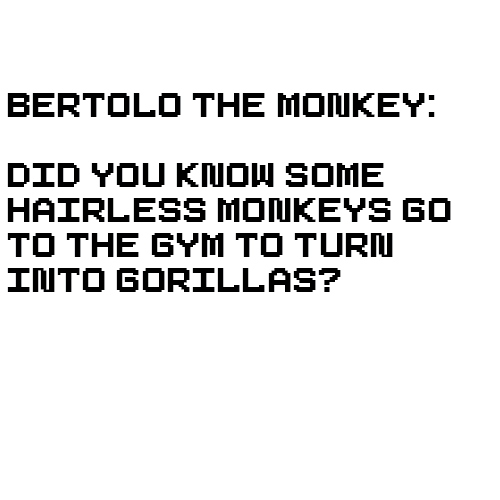 BERTOLO THE MONKEY:
DID YOU KNOW SOME
HAIRLESS MONKEYS GO
TO THE GYM TO TURN
INTO GORILLAS?